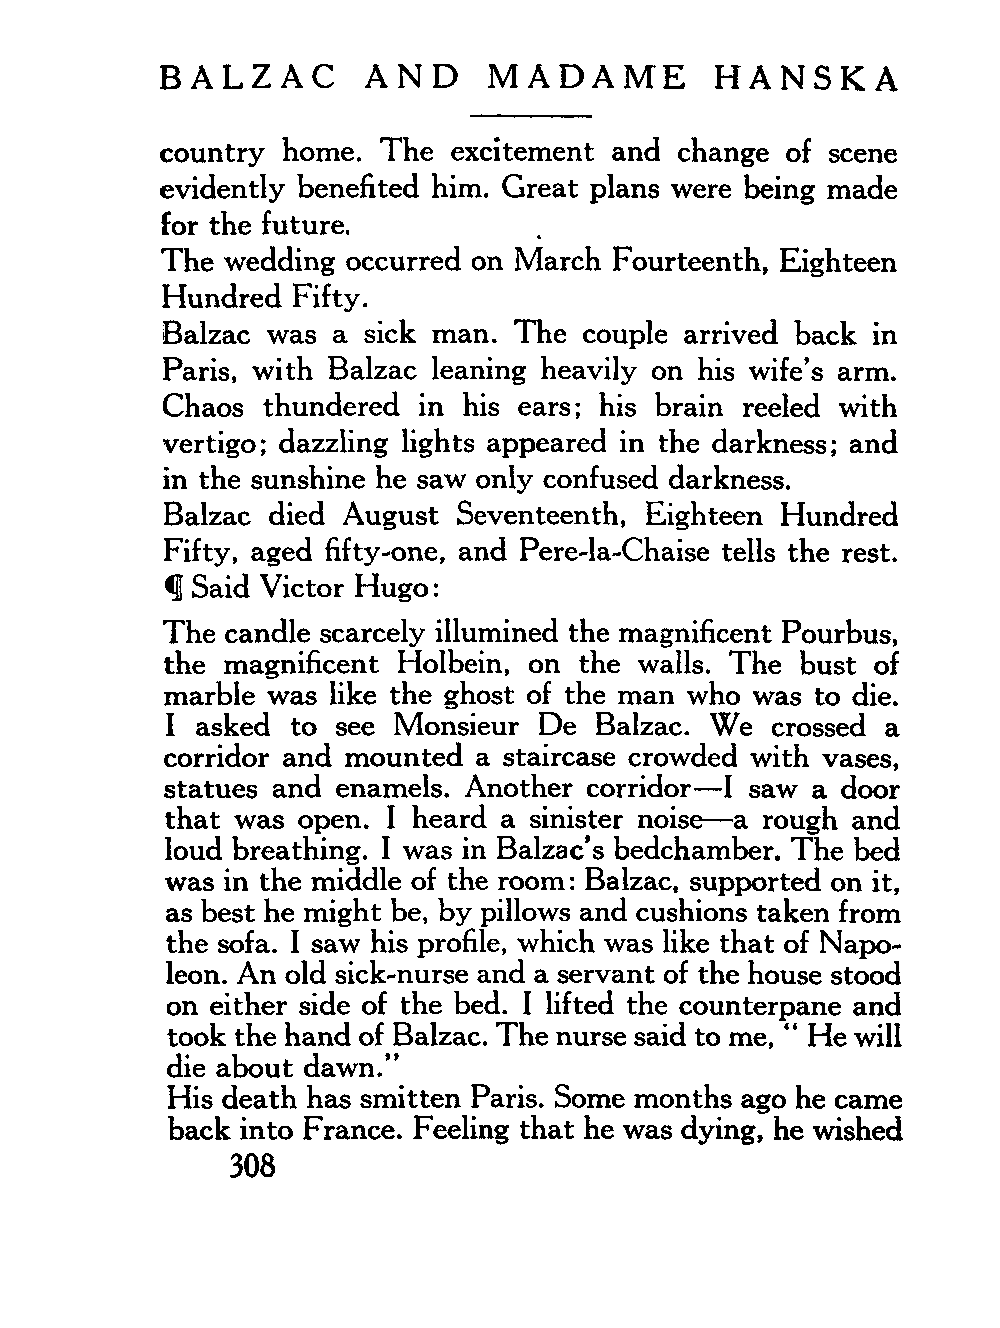 BALZAC AND MADAME HANSKA
country home. The excitement and change of scene
evidently benefited him. Great plans were being made
for the future.
The wedding occurred on March Fourteenth, Eighteen
Hundred Fifty.
Balzac was a sick man. The couple arrived back in
Paris, with Balzac leaning heavily on his wife's arm.
Chaos thundered in his ears; his brain reeled with
vertigo; dazzling lights appeared in the darkness; and
in the sunshine he saw only confused darkness.
Balzac died August Seventeenth, Eighteen Hundred
Fifty, aged fifty-one, and Pere-la-Chaise tells the rest.
¶ Said Victor Hugo:
The candle scarcely illumined the magnificent Pourbus,
the magnificent Holbein, on the walls. The bust of
marble was like the ghost of the man who was to die.
I asked to see Monsieur De Balzac. We crossed a
corridor and mounted a staircase crowded with vases,
statues and enamels. Another corridor—I saw a door
that was open. I heard a sinister noise—a rough and
loud breathing. I was in Balzac's bedchamber. The bed
was in the middle of the room: Balzac, supported on it,
as best he might be, by pillows and cushions taken from
the sofa. I saw his profile, which was like that of Napo-
leon. An old sick-nurse and a servant of the house stood
on either side of the bed. I lifted the counterpane and
took the hand of Balzac. The nurse said to me, " He will
die about dawn."
His death has smitten Paris. Some months ago he came
back into France. Feeling that he was dying, he wished
308